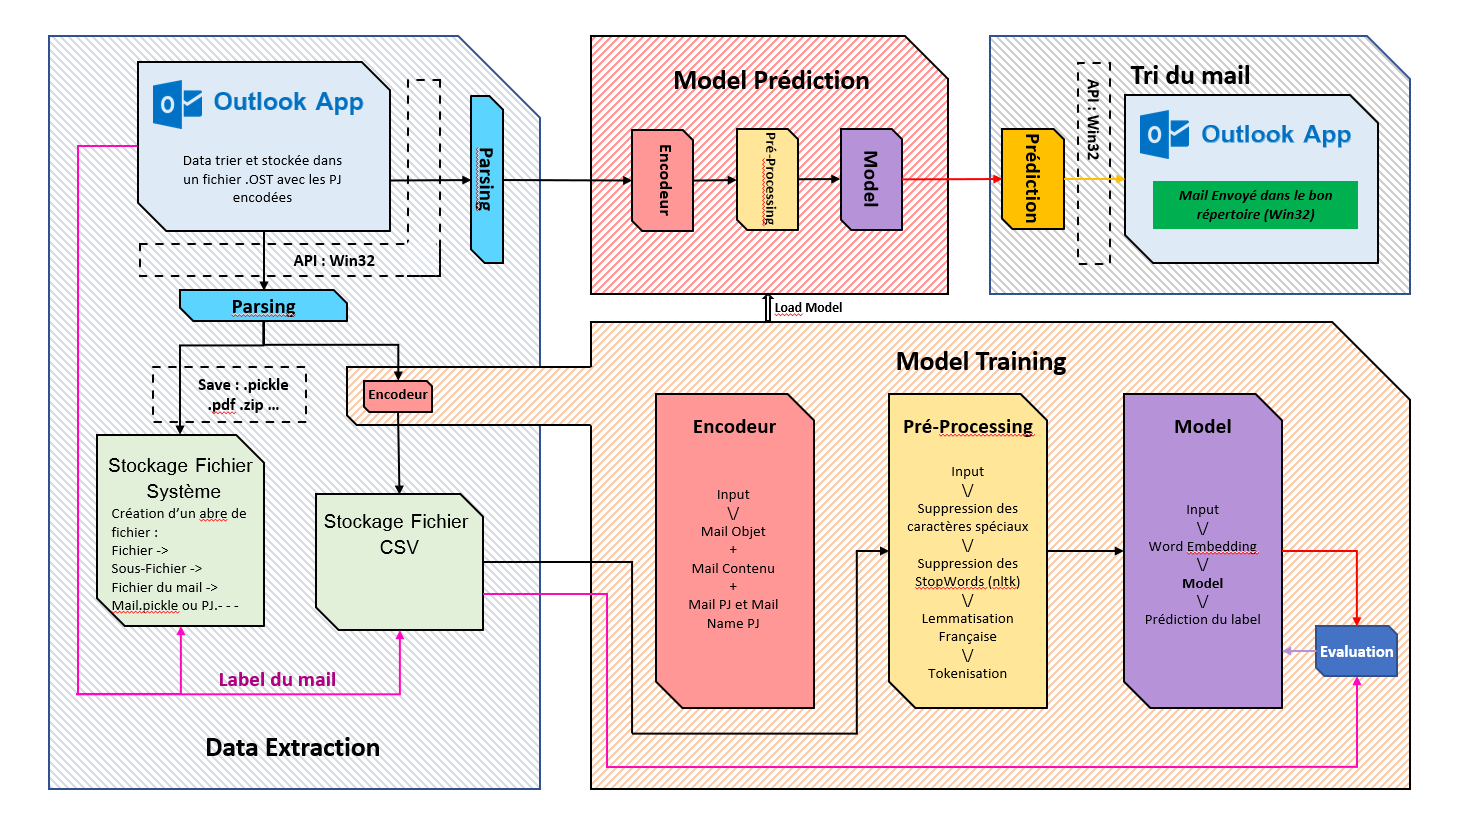 Outlook App
Data trier et stockée dans
un fichier .OST avec les PJ
encodées
API : Win32
Parsing
Parsing
Save : .pickle
.pdf .zip ...
Encodeur
Stockage Fichier
Système
Création d'un abre de
fichier :
Fichier ->
Sous-Fichier ->
Fichier du mail ->
Mail.pickle ou PJ.- - -
Stockage Fichier
CSV
Label du mail
Data Extraction
Model Prédiction
Encodeur
Pré-Processing
Model
Load Model
Tri du mail
Prédiction
API : Win32
Outlook App
Mail Envoyé dans le bon
répertoire (Win32)
Model Training
Encodeur
Input
\/
Mail Objet
+
Mail Contenu
+
Mail PJ et Mail
Name PJ
Pré-Processing
Input
\/
Suppression des
caractères spéciaux
\/
Suppression des
StopWords (nltk)
\/
Lemmatisation
Française
\/
Tokenisation
Model
Input
\/
Word Embedding
\/
Model
\/
Prédiction du label
Evaluation